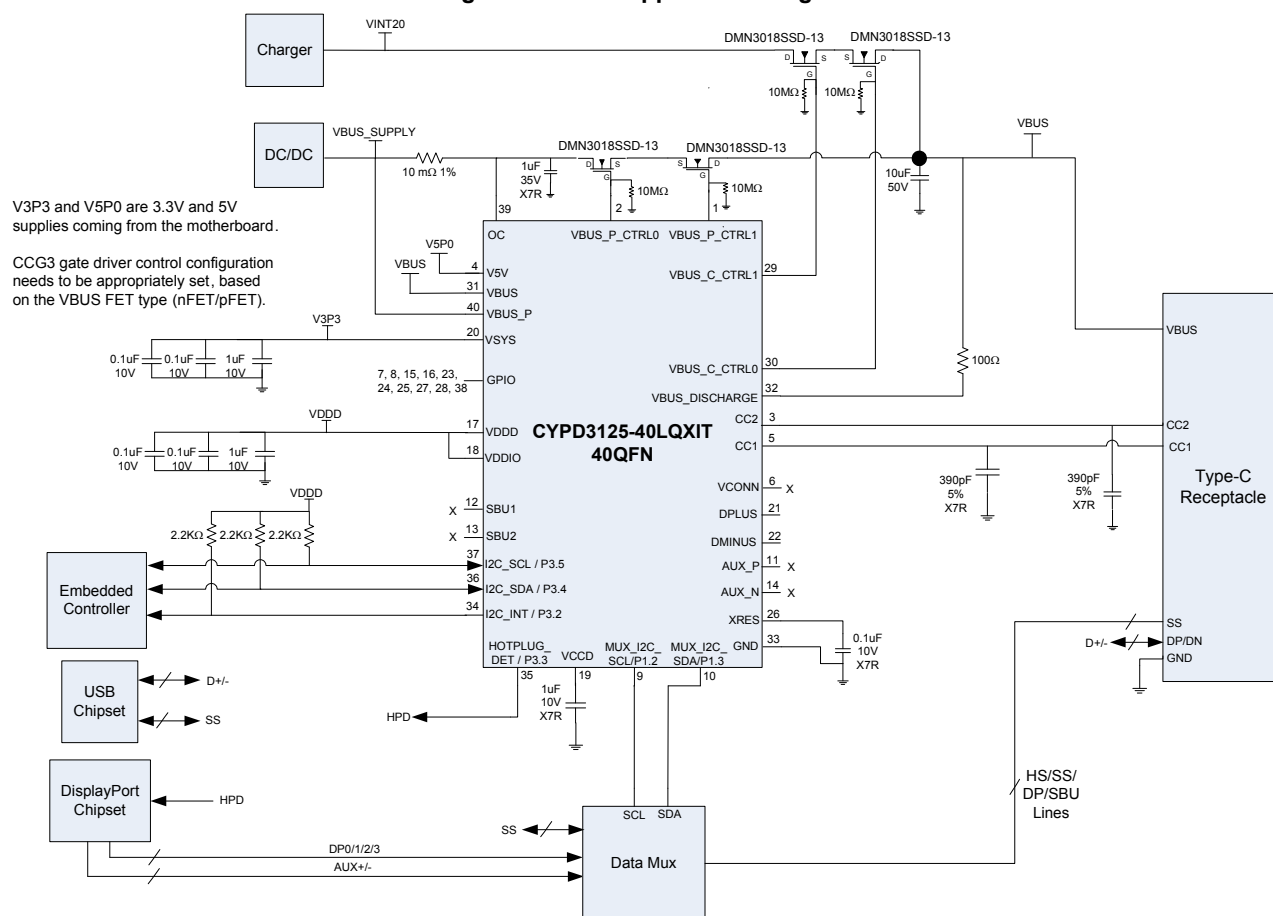 VINT20
Charger
DMN3018SSD-13 DMN3018SSD-13
D S S D
G G
10MΩ 10MΩ
VBUS_SUPPLY
DC/DC
DMN3018SSD-13 DMN3018SSD-13
VBUS
10 mΩ 1%
1uF
35V
X7R
D S S D
G G
10MΩ 10MΩ
10uF
50V
V3P3 and V5P0 are 3.3V and 5V
supplies coming from the motherboard.
CCG3 gate driver control configuration
needs to be appropriately set, based
on the VBUS FET type (nFET/pFET).
39 2 1
OC VBUS_P_CTRL0 VBUS_P_CTRL1
V5P0
4 V5V
VBUS
31 VBUS
40 VBUS_P
V3P3
20 VSYS
0.1uF 0.1uF 1uF
10V 10V 10V
7, 8, 15, 16, 23,
24, 25, 27, 28, 38
GPIO
VDDD
17 VDDD
18 VDDIO
0.1uF 0.1uF 1uF
10V 10V 10V
CYPD3125-40LQXIT
40QFN
VBUS_C_CTRL1 29
VBUS_C_CTRL0 30
VBUS_DISCHARGE 32
100Ω
CC2 3
CC1 5
390pF
5%
X7R
390pF
5%
X7R
VCONN 6 X
DPLUS 21
DMINUS 22
AUX_P 11 X
AUX_N 14 X
XRES 26
GND 33
0.1uF
10V
X7R
VDDD
X 12 SBU1
X 13 SBU2
2.2KΩ 2.2KΩ 2.2KΩ
37 I2C_SCL / P3.5
36 I2C_SDA / P3.4
34 I2C_INT / P3.2
Embedded
Controller
HOTPLUG_
DET / P3.3
VCCD
MUX_I2C_
SCL/P1.2
MUX_I2C_
SDA/P1.3
35 19 9 10
1uF
10V
X7R
HPD
USB
Chipset
D+/-
SS
DisplayPort
Chipset
HPD
DP0/1/2/3
AUX+/-
SS
SCL SDA
Data Mux
HS/SS/
DP/SBU
Lines
VBUS
CC2
CC1
Type-C
Receptacle
SS
D+/- DP/DN
GND